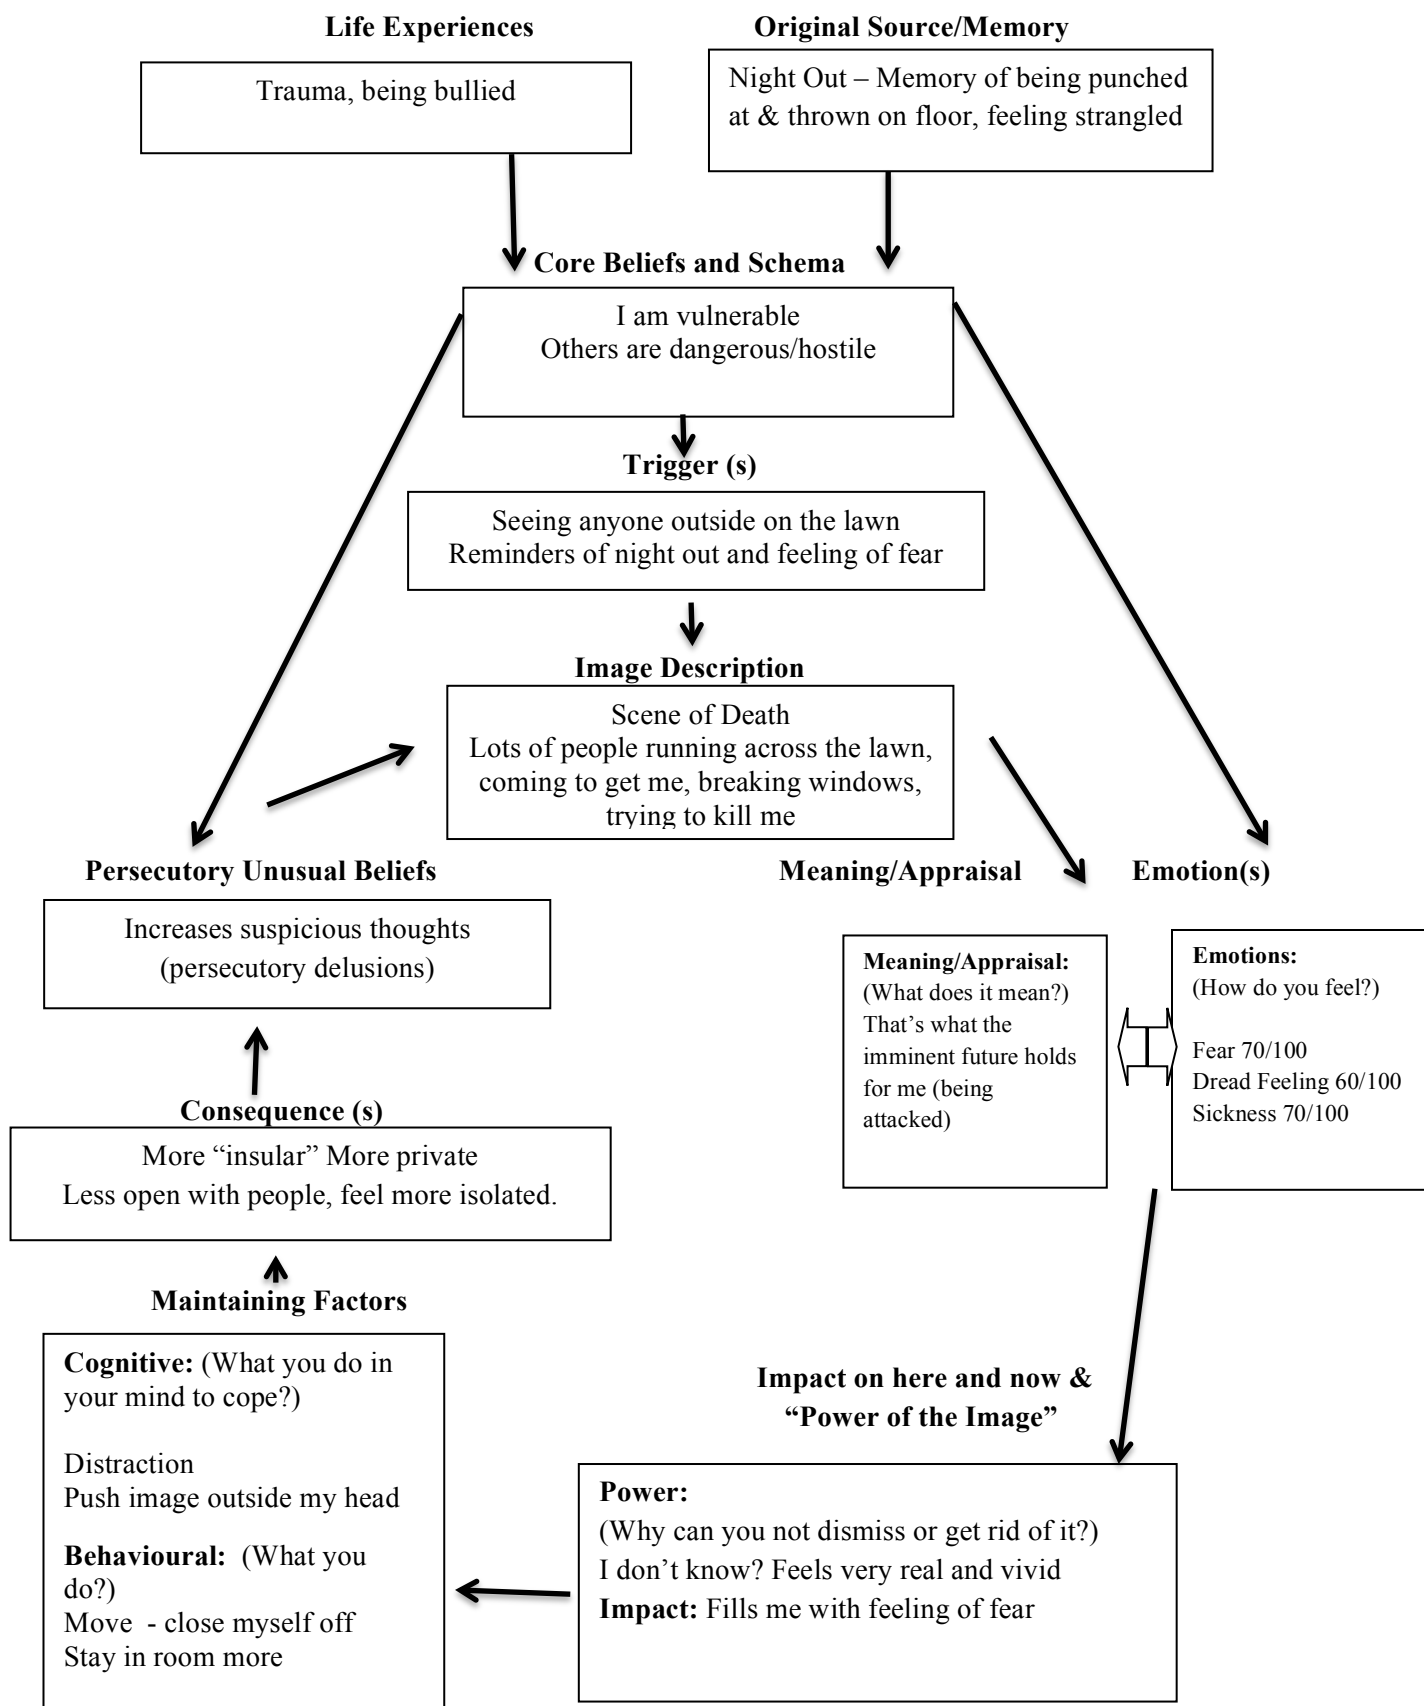 Life Experiences
Original Source/Memory
Trauma, being bullied
Night Out – Memory of being punched
at & thrown on floor, feeling strangled
Core Beliefs and Schema
I am vulnerable
Others are dangerous/hostile
Trigger (s)
Seeing anyone outside on the lawn
Reminders of night out and feeling of fear
Image Description
Scene of Death
Lots of people running across the lawn,
coming to get me, breaking windows,
trying to kill me
Persecutory Unusual Beliefs
Increases suspicious thoughts
(persecutory delusions)
Meaning/Appraisal
Emotion(s)
Meaning/Appraisal:
(What does it mean?)
That’s what the
imminent future holds
for me (being
attacked)
Emotions:
(How do you feel?)
Fear 70/100
Dread Feeling 60/100
Sickness 70/100
Consequence (s)
More “insular” More private
Less open with people, feel more isolated.
Maintaining Factors
Cognitive: (What you do in
your mind to cope?)
Distraction
Push image outside my head
Behavioural:  (What you
do?)
Move  - close myself off
Stay in room more
Impact on here and now &
“Power of the Image”
Power:
(Why can you not dismiss or get rid of it?)
I don’t know? Feels very real and vivid
Impact: Fills me with feeling of fear